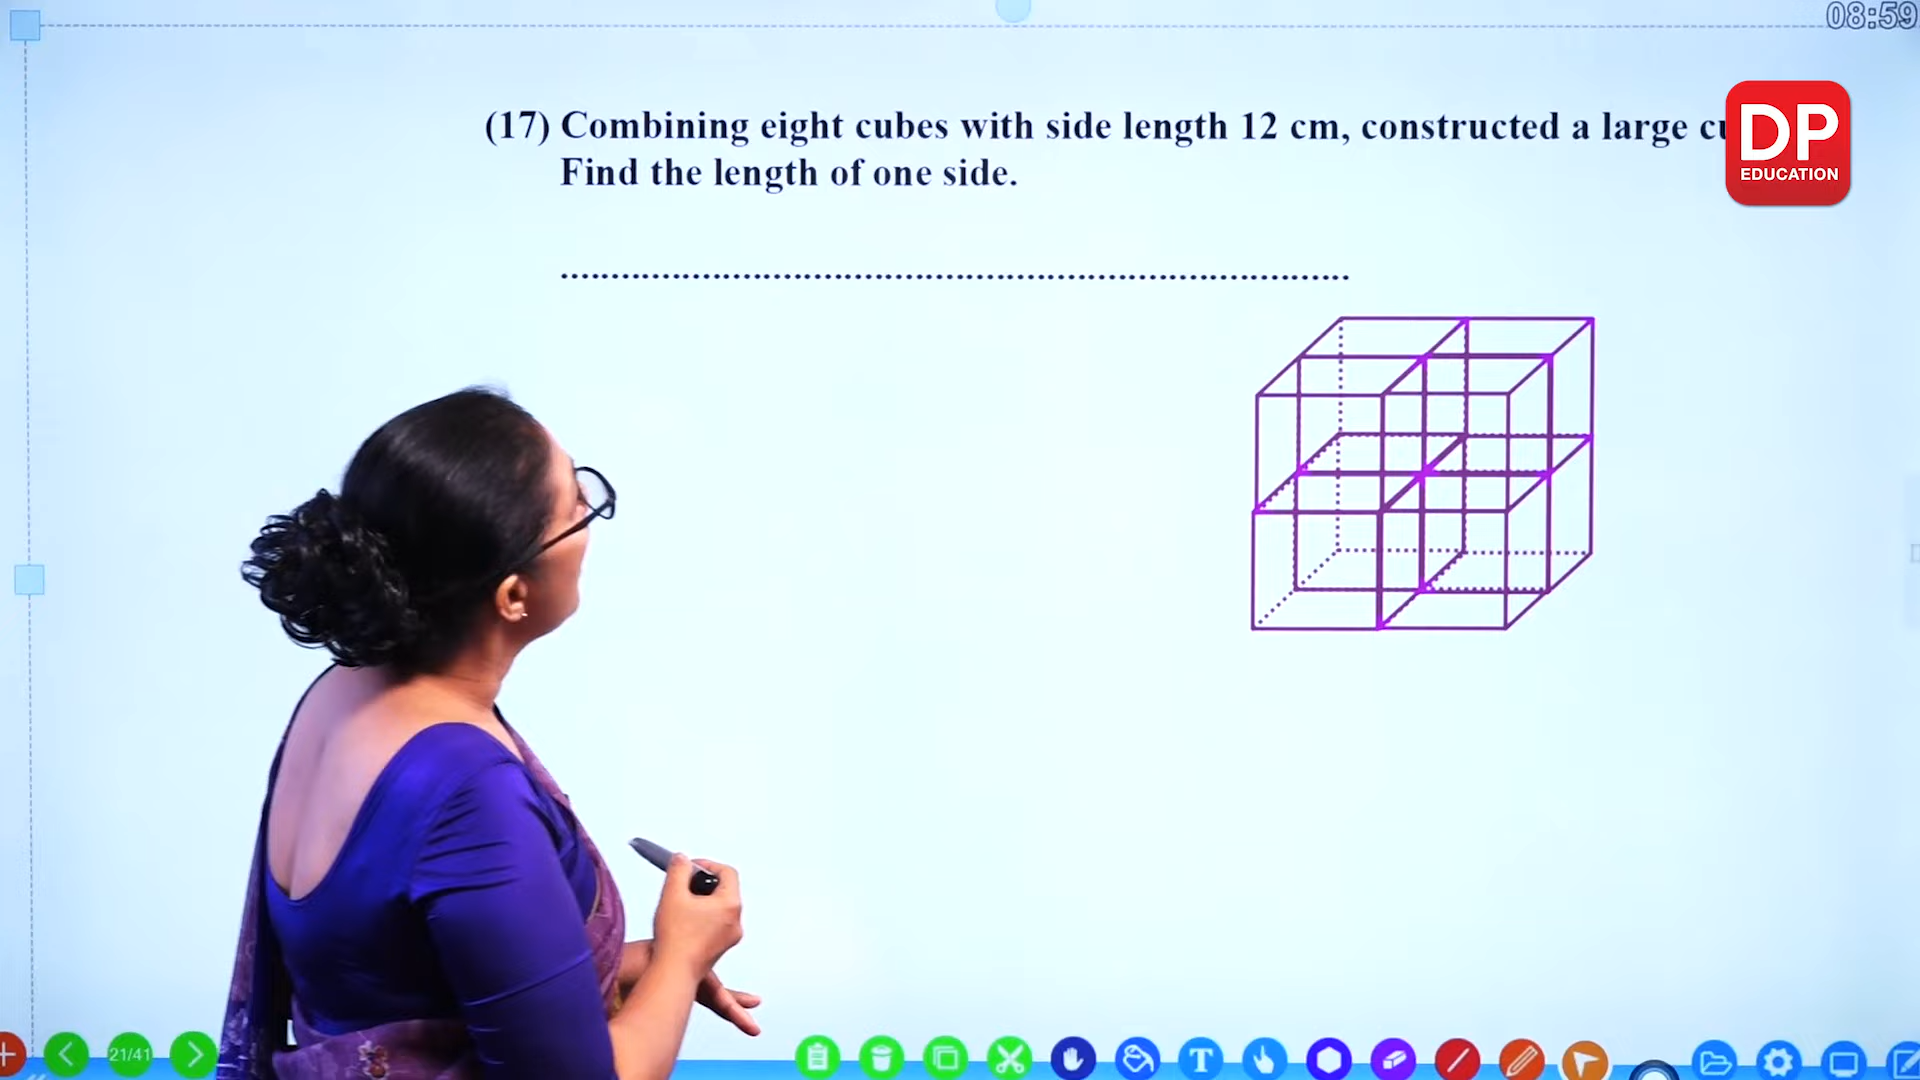 08:59
(17) Combining eight cubes with side length 12 cm, constructed a large
Find the length of one side.
DP
EDUCATION
21/41
T